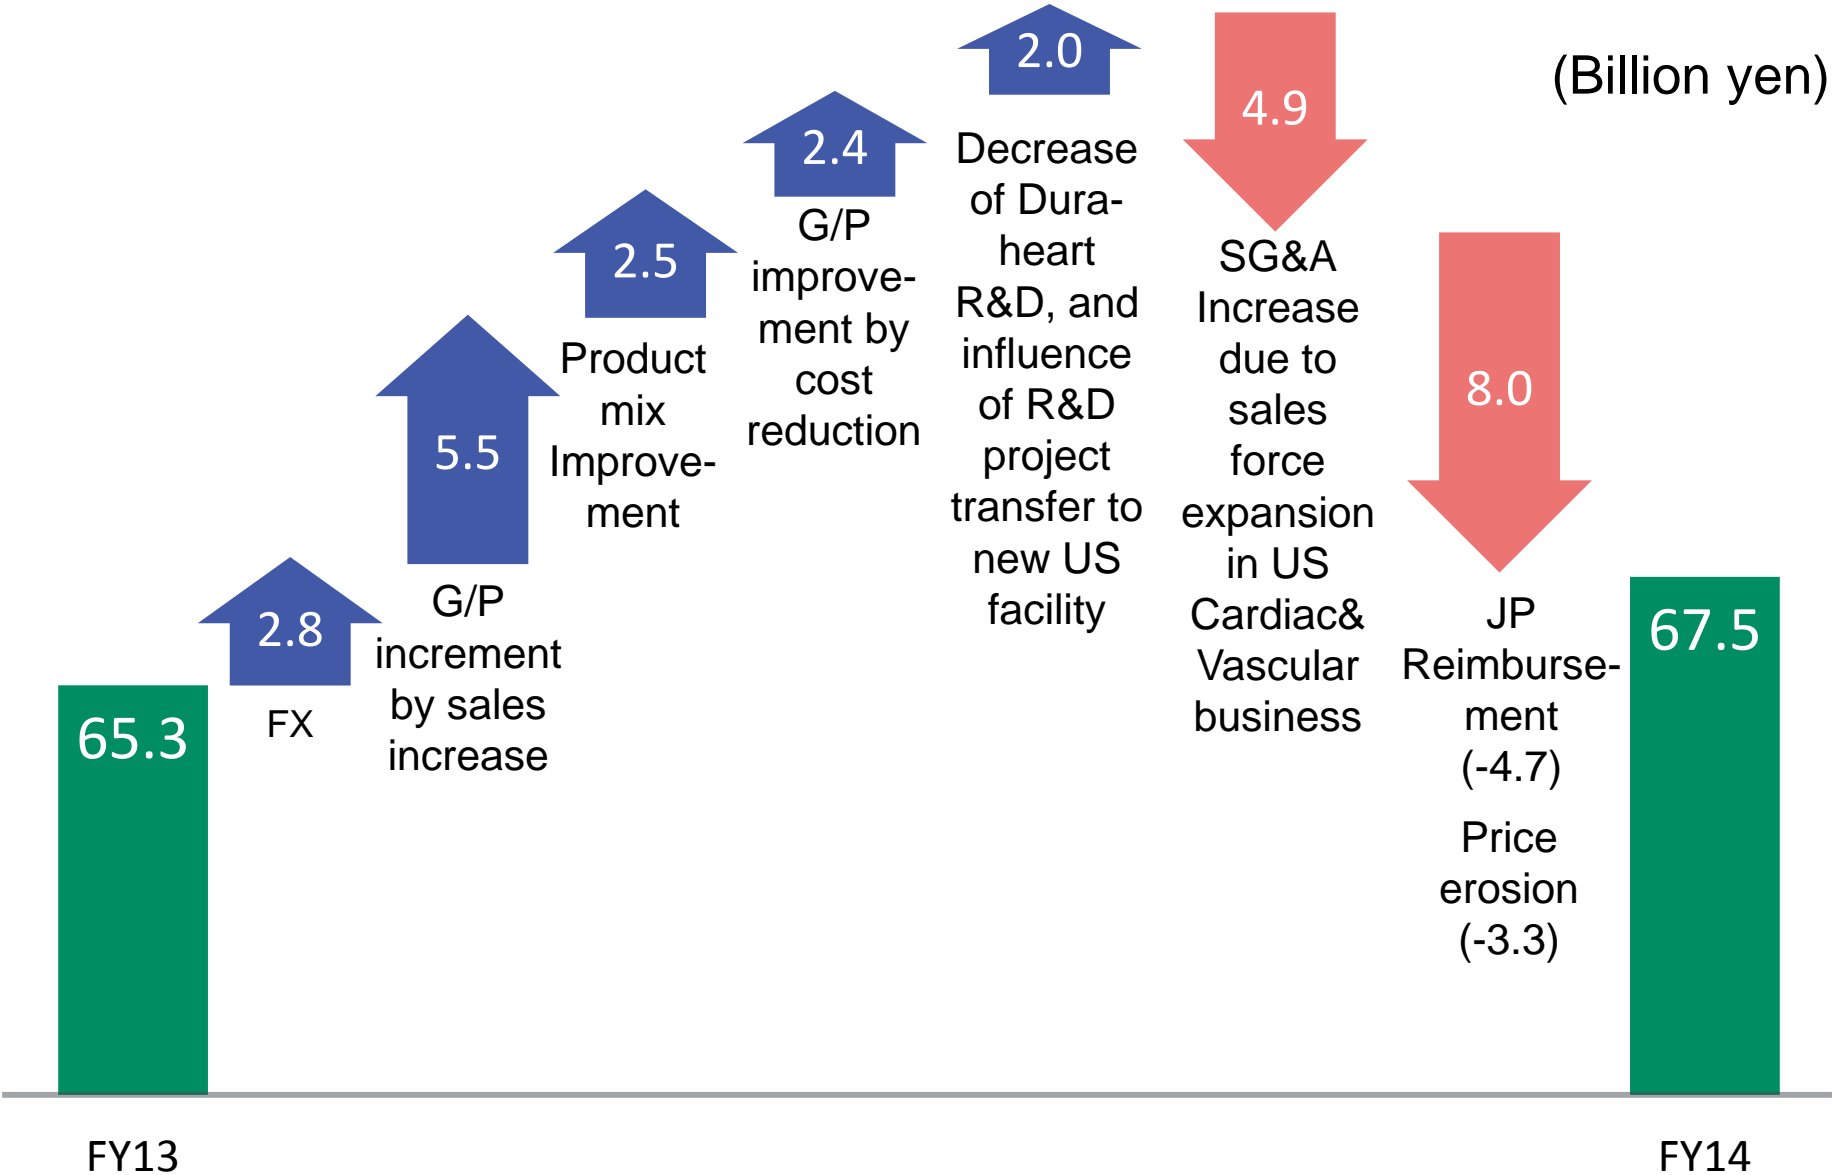 (Billion yen)
65.3
FY13
2.8
FX
5.5
G/P
increment
by sales
increase
2.5
Product
mix
Improve-
ment
2.4
G/P
improve-
ment by
cost
reduction
2.0
Decrease
of Dura-
heart
R&D, and
influence
of R&D
project
transfer to
new US
facility
4.9
SG&A
Increase
due to
sales
force
expansion
in US
Cardiac&
Vascular
business
8.0
JP
Reimburse-
ment
(-4.7)
Price
erosion
(-3.3)
67.5
FY14